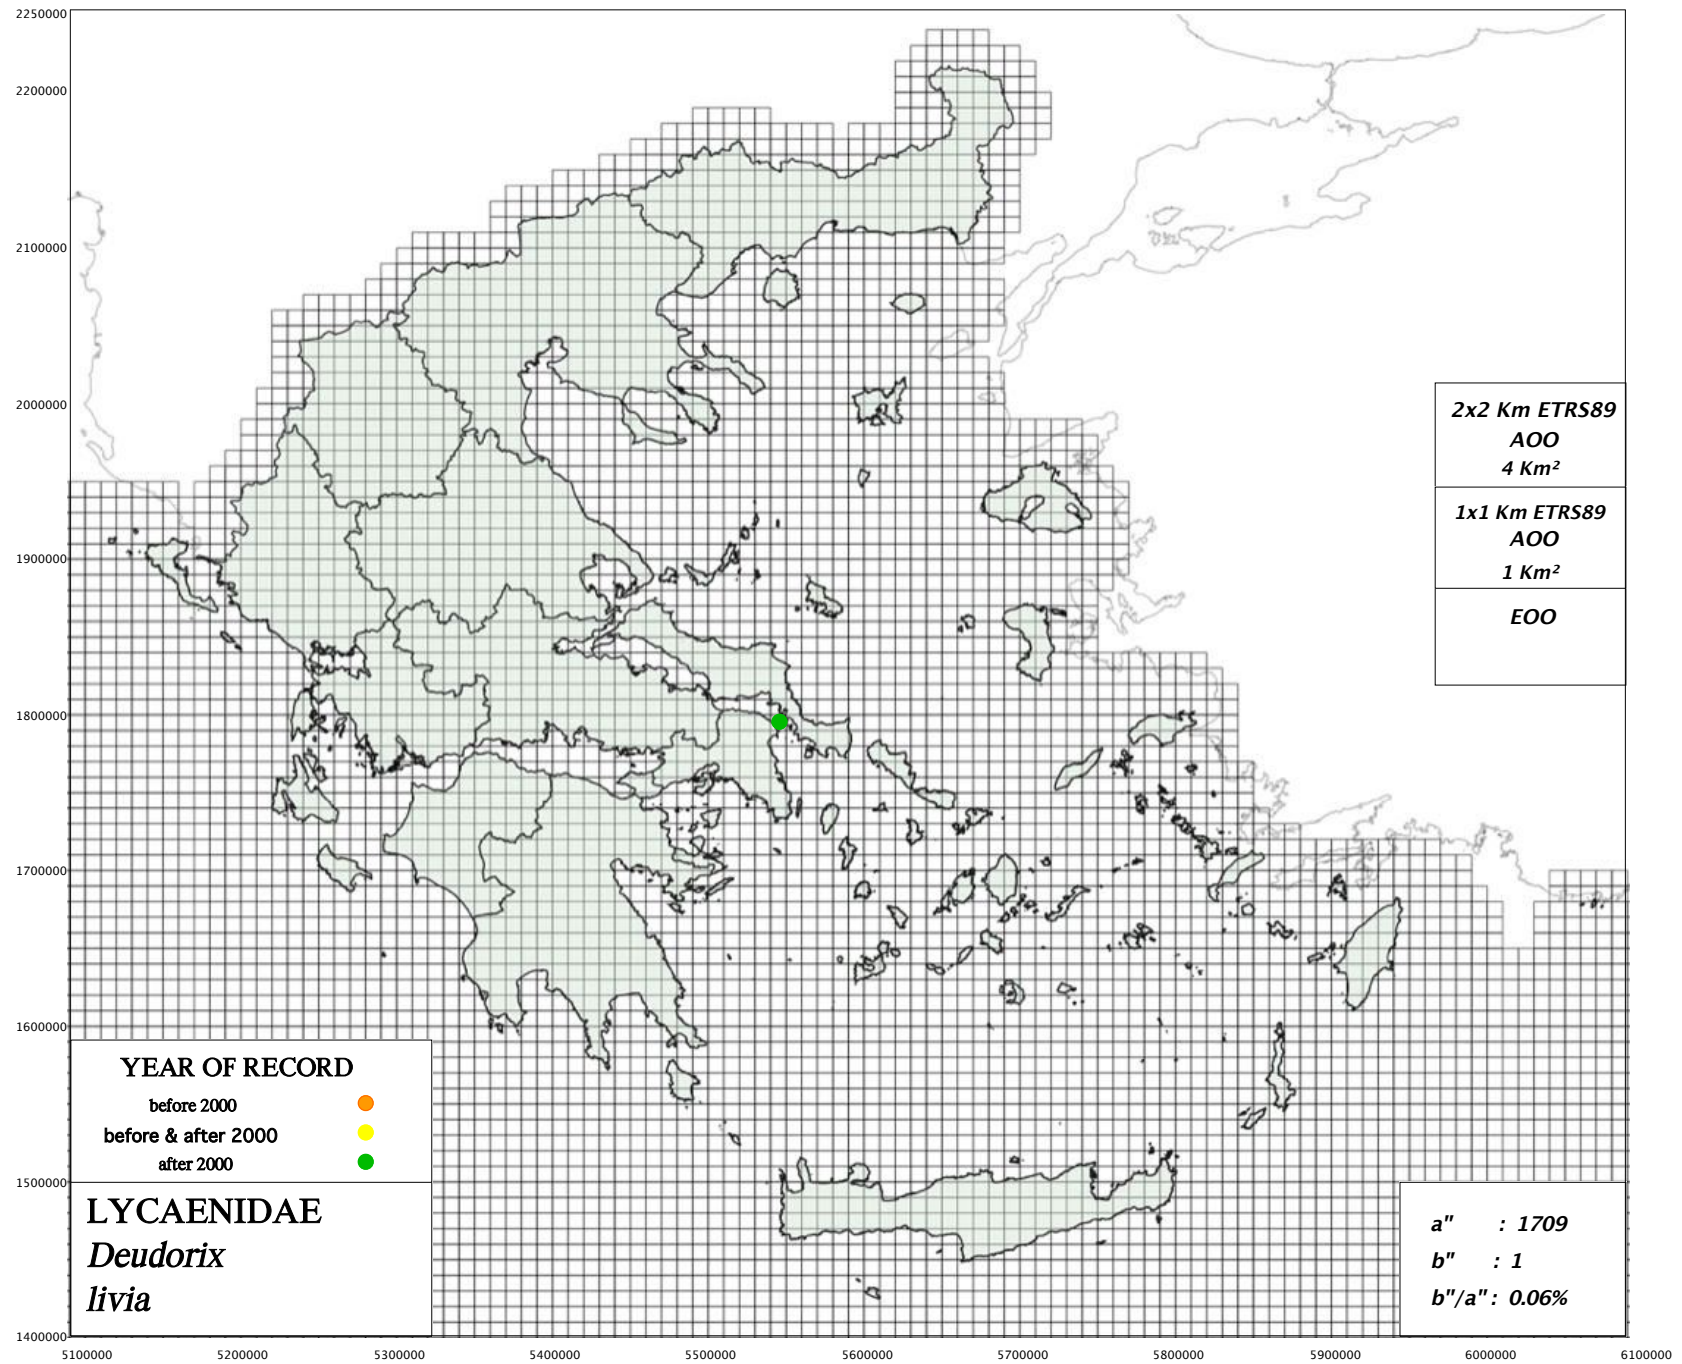 2250000
2200000
2100000
2000000
1900000
1800000
1700000
1600000
1500000
1400000
5100000 5200000 5300000 5400000 5500000 5600000 5700000 5800000 5900000 6000000 6100000
2x2 Km ETRS89
AOO
4 Km²
1x1 Km ETRS89
AOO
1 Km²
EOO
YEAR OF RECORD
before 2000
before & after 2000
after 2000
LYCAENIDAE
Deudorix
livia
a" : 1709
b" : 1
b"/a" : 0.06%